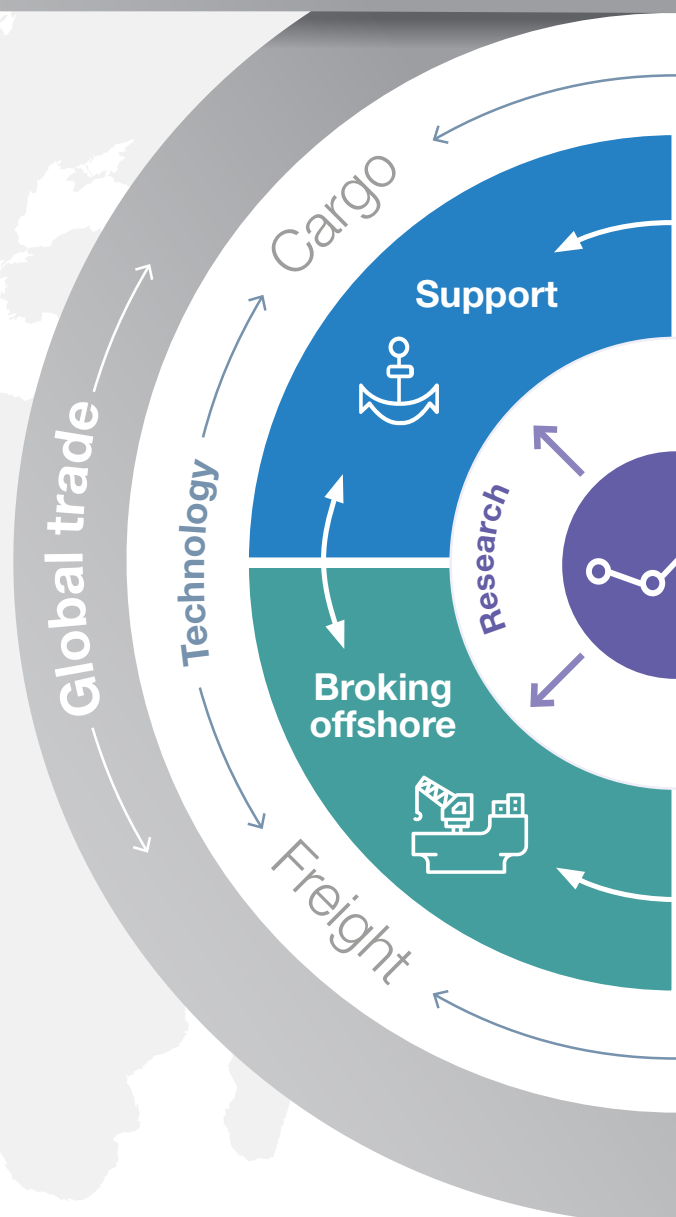 Cargo
Support
Global trade
Technology
Research
Broking
offshore
Freight